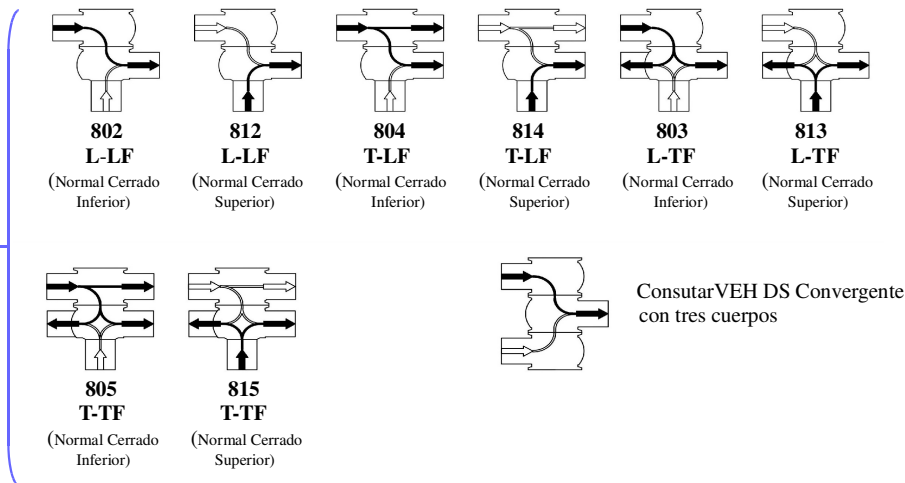 802
L-LF
(Normal Cerrado
Inferior)
812
L-LF
(Normal Cerrado
Superior)
804
T-LF
(Normal Cerrado
Inferior)
814
T-LF
(Normal Cerrado
Superior)
803
L-TF
(Normal Cerrado
Inferior)
813
L-TF
(Normal Cerrado
Superior)
805
T-TF
(Normal Cerrado
Inferior)
815
T-TF
(Normal Cerrado
Superior)
ConsutarVEH DS Convergente
con tres cuerpos